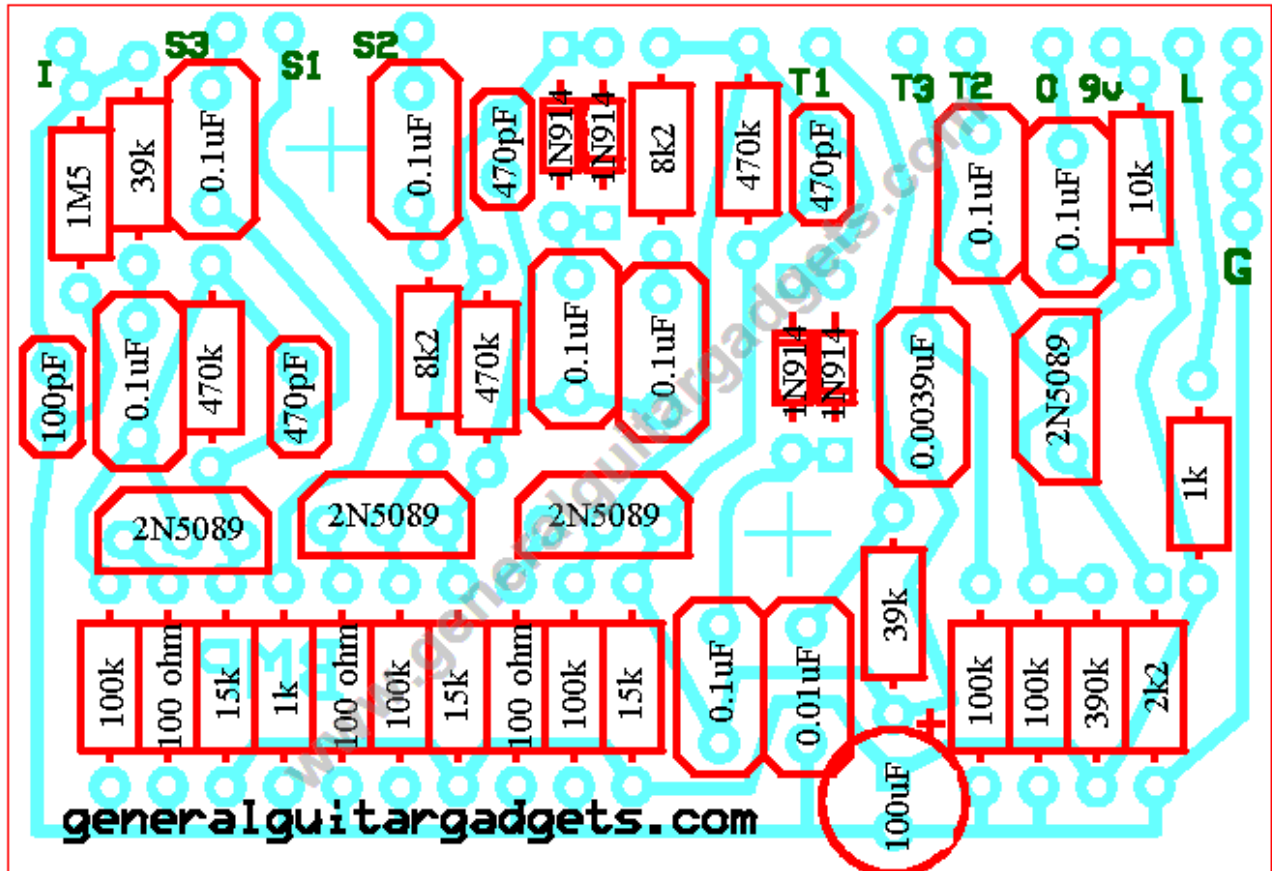 I
S3
S1
S2
T1
T3
T2
0
9v
L
G
1M5
39k
0.1uF
0.1uF
470pF
1N914
1N914
8k2
470k
470pF
0.1uF
0.1uF
10k
100pF
0.1uF
470k
470pF
8k2
470k
0.1uF
0.1uF
1N914
1N914
0.0039uF
2N5089
1k
2N5089
2N5089
2N5089
100k
100 ohm
15k
1k
100 ohm
100k
15k
100 ohm
100k
15k
0.1uF
0.01uF
39k
+
100uF
100k
100k
390k
2k2
BMP
generalguitargadgets.com
www.generalguitargadgets.com